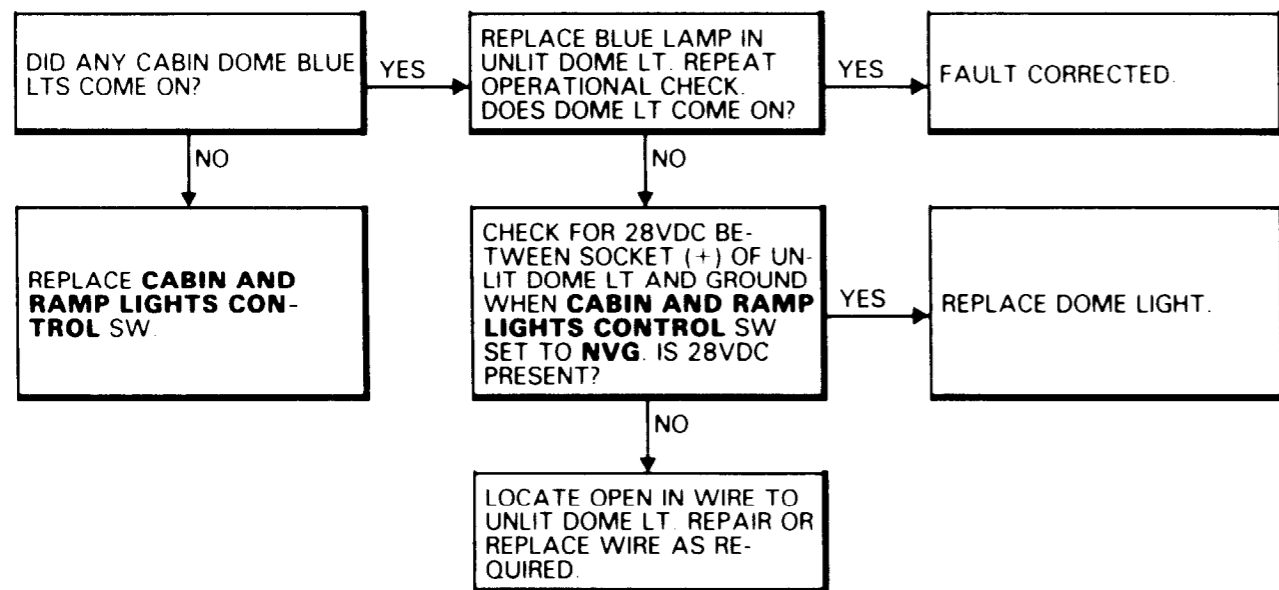 DID ANY CABIN DOME BLUE
LTS COME ON?
YES
REPLACE BLUE LAMP IN
UNLIT DOME LT. REPEAT
OPERATIONAL CHECK.
DOES DOME LT COME ON?
YES
FAULT CORRECTED.
NO
NO
REPLACE CABIN AND
RAMP LIGHTS CON-
TROL SW.
CHECK FOR 28VDC BE-
TWEEN SOCKET (+) OF UN-
LIT DOME LT AND GROUND
WHEN CABIN AND RAMP
LIGHTS CONTROL SW
SET TO NVG. IS 28VDC
PRESENT?
YES
REPLACE DOME LIGHT.
NO
LOCATE OPEN IN WIRE TO
UNLIT DOME LT. REPAIR OR
REPLACE WIRE AS RE-
QUIRED.